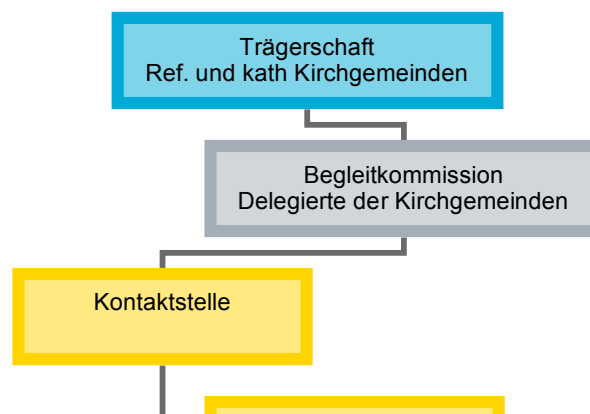 Trägerschaft
Ref. und kath Kirchgemeinden
Begleitkommission
Delegierte der Kirchgemeinden
Kontaktstelle